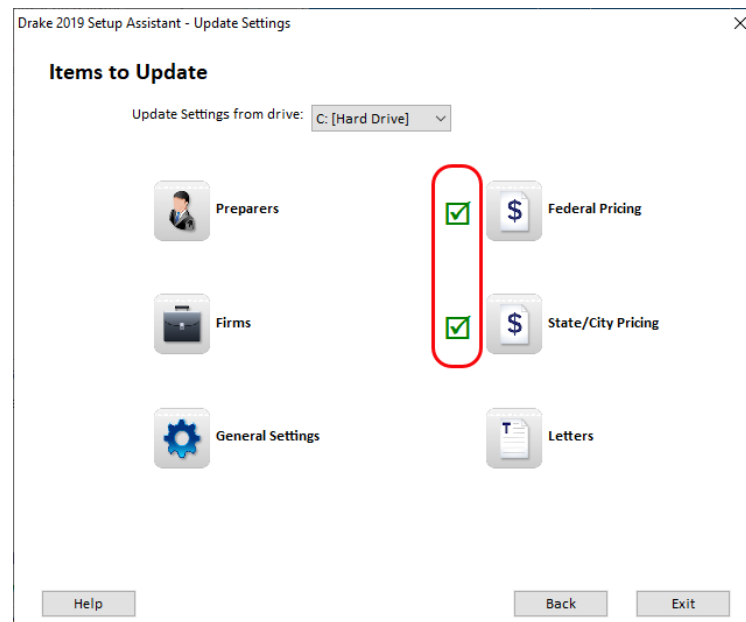 Drake 2019 Setup Assistant - Update Settings
Items to Update
Update Settings from drive: C: [Hard Drive]
Preparers
$ Federal Pricing
Firms
$ State/City Pricing
General Settings
T Letters
Help
Back
Exit